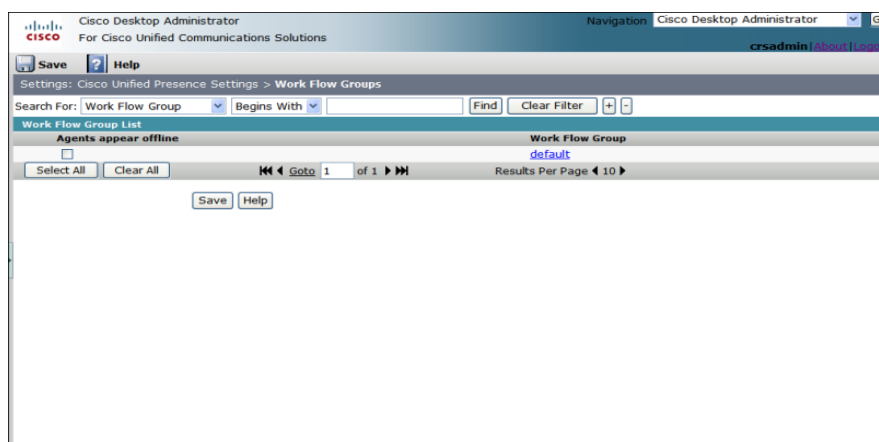 Cisco Desktop Administrator
For Cisco Unified Communications Solutions
CISCO
Navigation Cisco Desktop Administrator
crsadmin | About |
Save ? Help
Settings: Cisco Unified Presence Settings > Work Flow Groups
Search For: Work Flow Group Begins With Find Clear Filter + -
Work Flow Group List
Agents appear offline Work Flow Group
default
Select All Clear All Goto 1 of 1 Results Per Page 10
Save Help